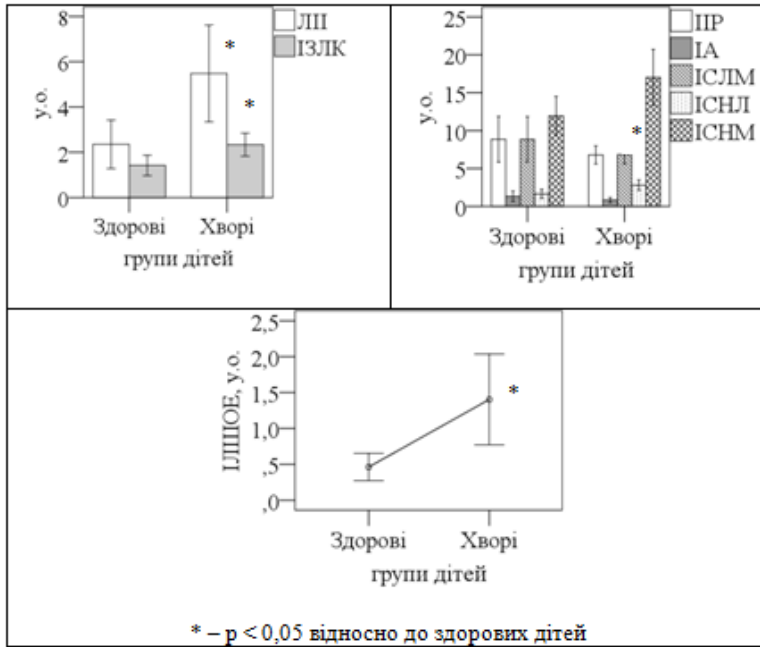 8
6
4
2
0
у.о.
ЛІІ
ІЗЛК
*
*
Здорові Хворі
групи дітей
25
20
15
10
5
0
у.о.
ІІР
ІА
ІСЛМ
ІСНЛ
ІСНМ
*
Здорові Хворі
групи дітей
2,5
2,0
1,5
1,0
,5
,0
ІЛШОЕ, у.о.
*
Здорові Хворі
групи дітей
* – p < 0,05 відносно до здорових дітей